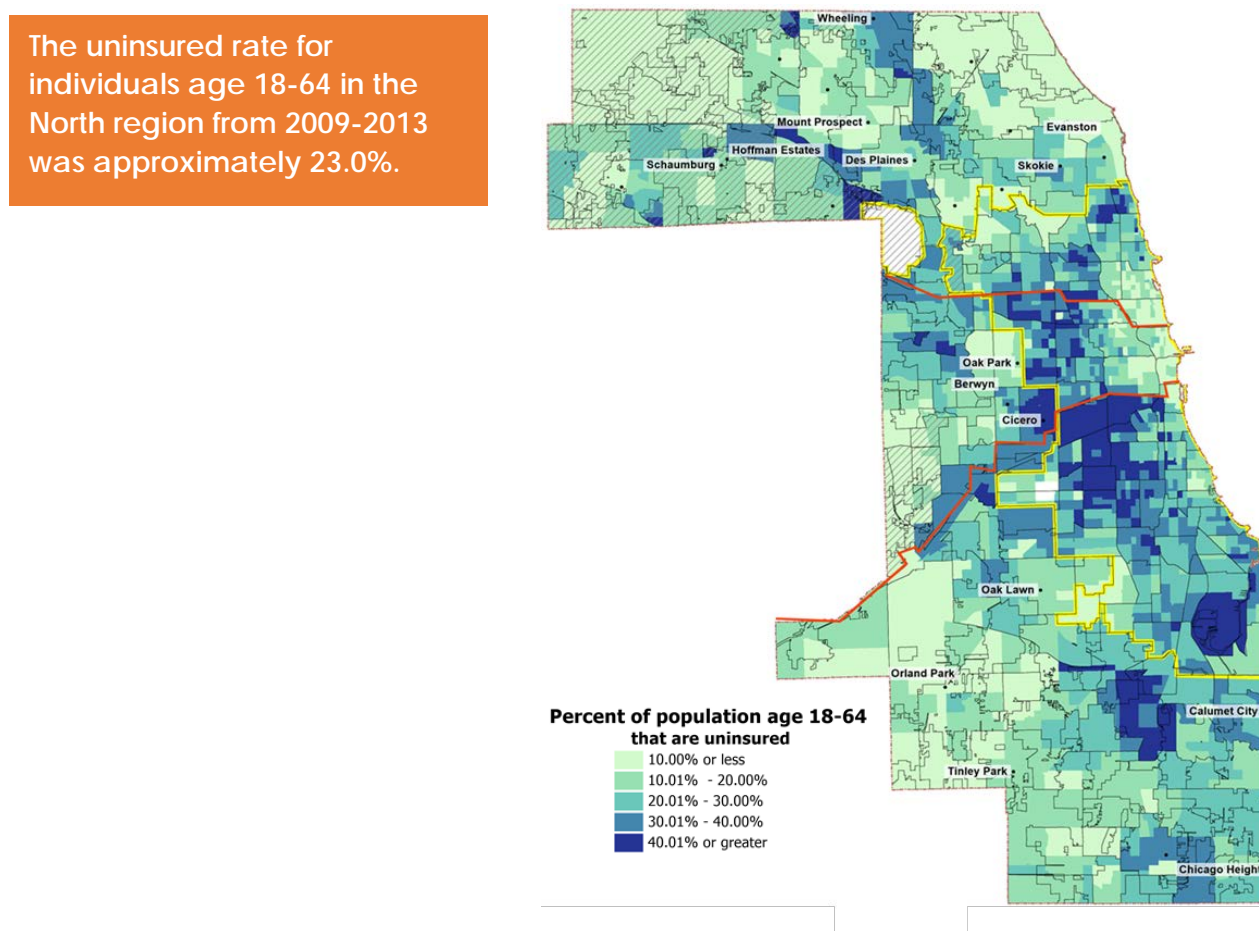 The uninsured rate for
individuals age 18-64 in the
North region from 2009-2013
was approximately 23.0%.
Wheeling
Mount Prospect
Evanston
Hoffman Estates
Schaumburg
Des Plaines
Skokie
Oak Park
Berwyn
Cicero
Oak Lawn
Orland Park
Calumet City
Tinley Park
Chicago Height
Percent of population age 18-64
that are uninsured
10.00% or less
10.01% - 20.00%
20.01% - 30.00%
30.01% - 40.00%
40.01% or greater